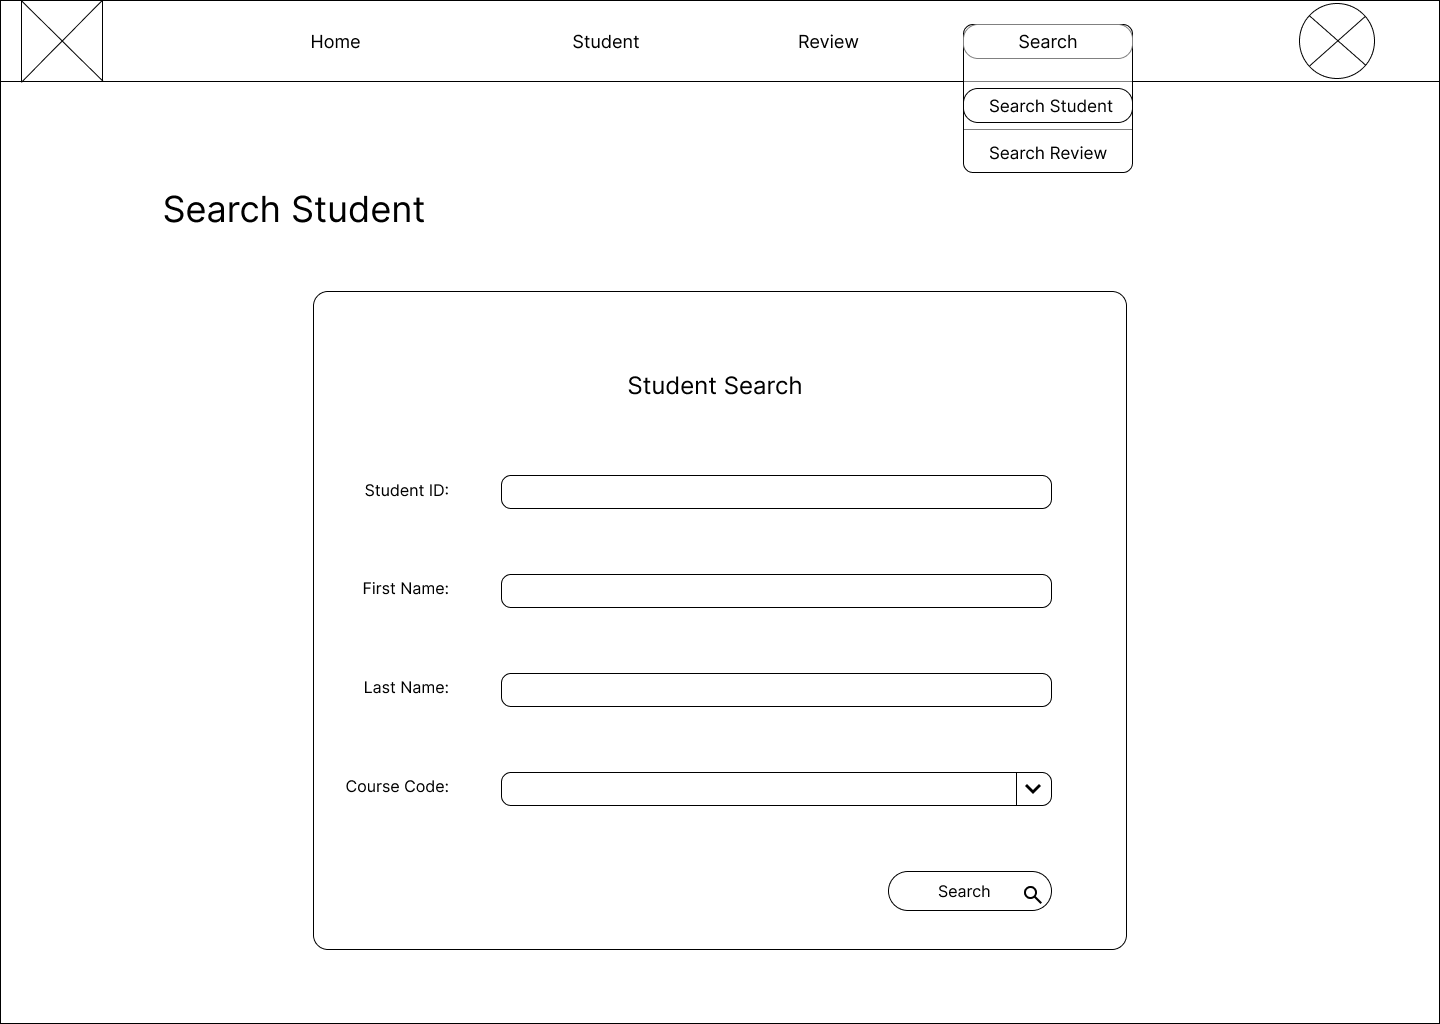 Home
Student
Review
Search
Search Student
Search Review
Search Student
Student Search
Student ID:
First Name:
Last Name:
Course Code:
Search